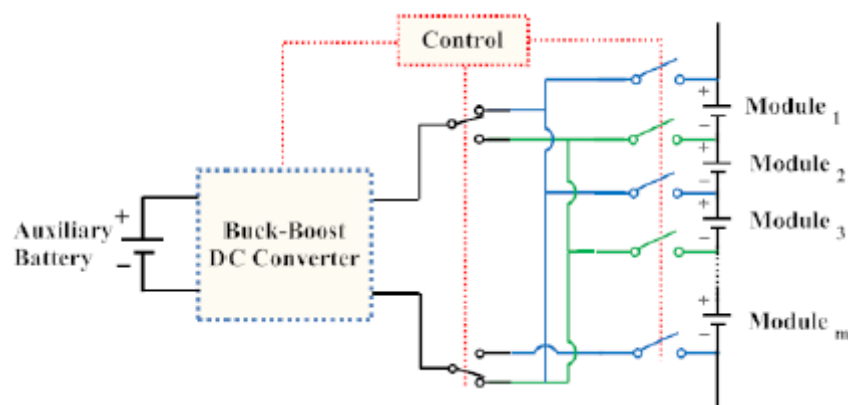 Control
+
Module 1
−
+
Module 2
−
+
Auxiliary
Battery
+
−
Buck-Boost
DC Converter
Module 3
−
+
Module m
−